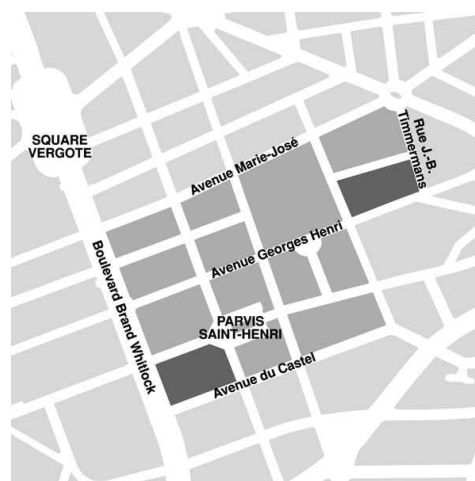 SQUARE
VERGOTE
Avenue Marie-José
Rue J.-B.
Timmermans
Boulevard Brand Whitlock
Avenue Georges Henri
PARVIS
SAINT-HENRI
Avenue du Castel